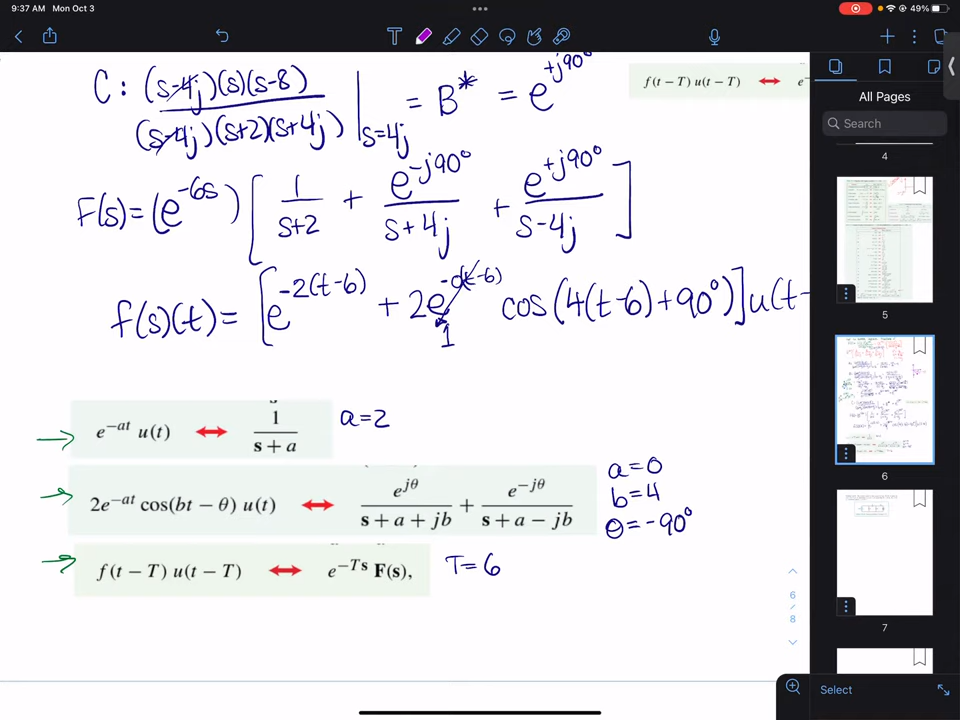 9:37 AM Mon Oct 3
49%
C: (s-4j)(s)(s-8) / (s-4j)(s+2)(s+4j) |s=4j = B* = e^+j90°
f(t − T) u(t − T) ↔ e−
F(s)=(e^-6s) [ 1/(s+2) + e^-j90°/(s+4j) + e^+j90°/(s-4j) ]
f(s)(t)= [e^-2(t-6) + 2e^-0(t-6) cos(4(t-6)+90°)]u(t-
1
e^−at u(t) ↔ 1/(s + a) a=2
2e^−at cos(bt − θ) u(t) ↔ e^jθ/(s + a + jb) + e^−jθ/(s + a − jb)
a=0
b=4
θ=-90°
f(t − T) u(t − T) ↔ e^−Ts F(s), T=6
All Pages
Search
4
5
6
7
6
/
8
Select